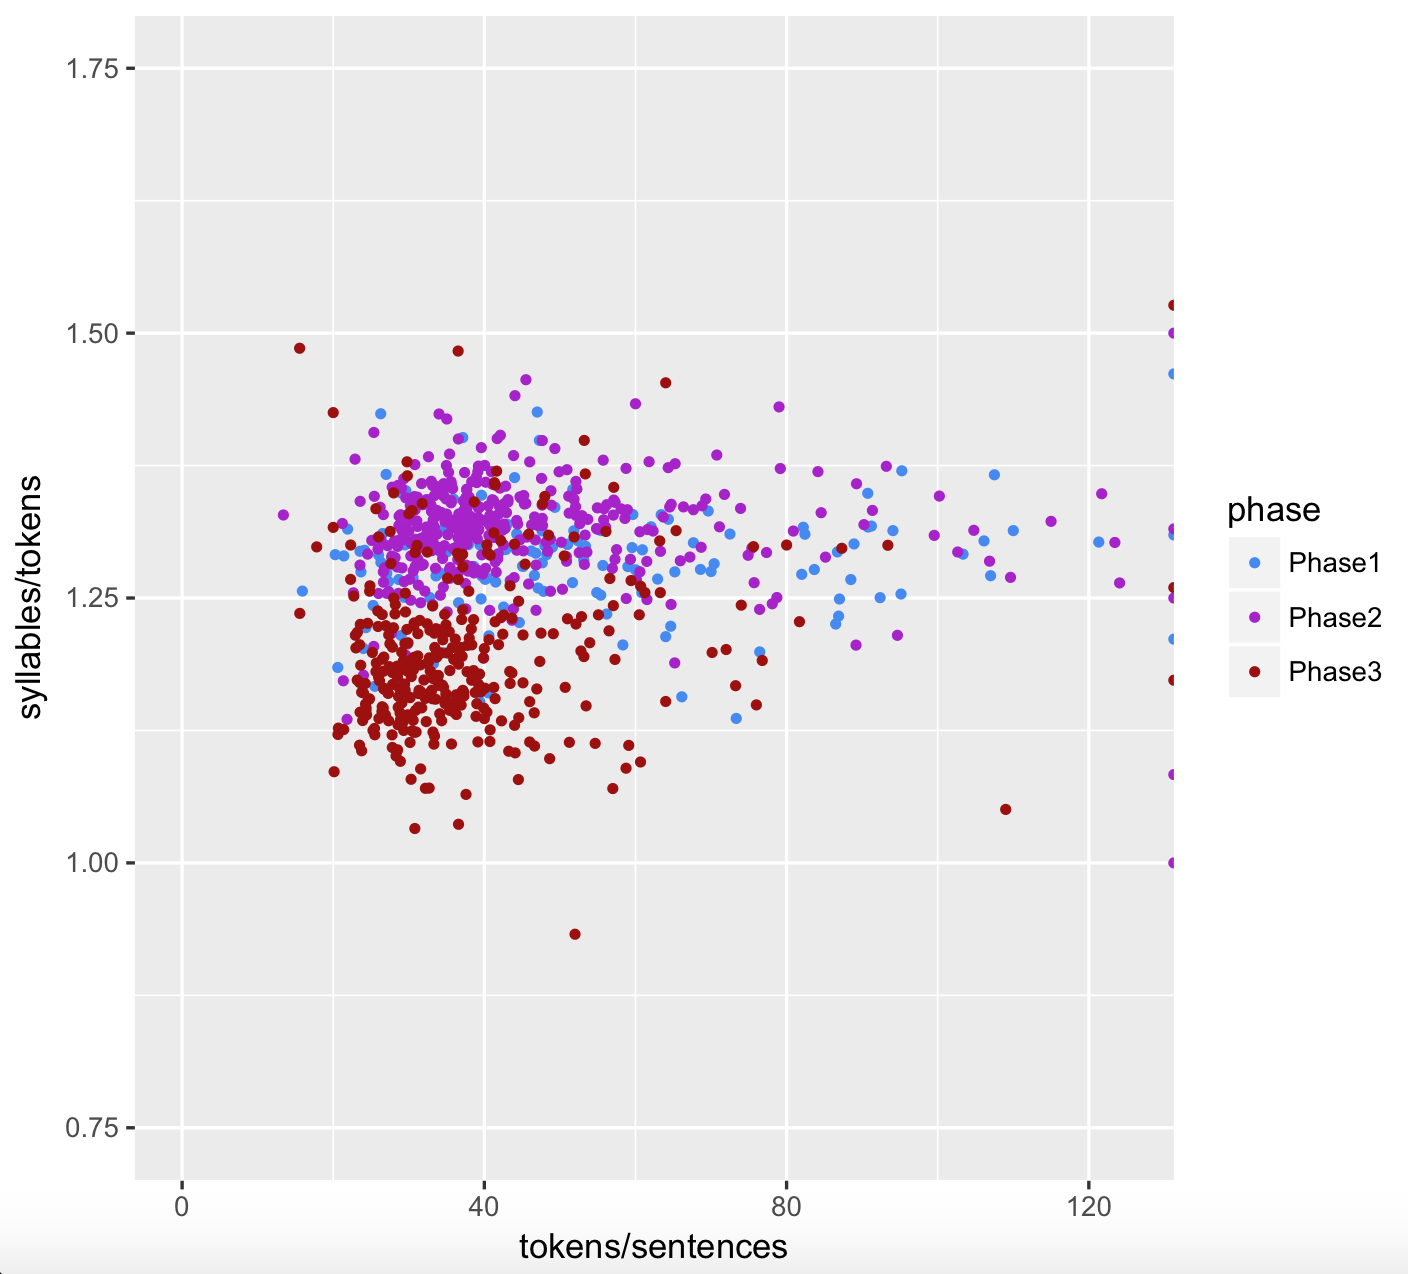 1.75
1.50
1.25
1.00
0.75
syllables/tokens
0 40 80 120
tokens/sentences
phase
Phase1
Phase2
Phase3